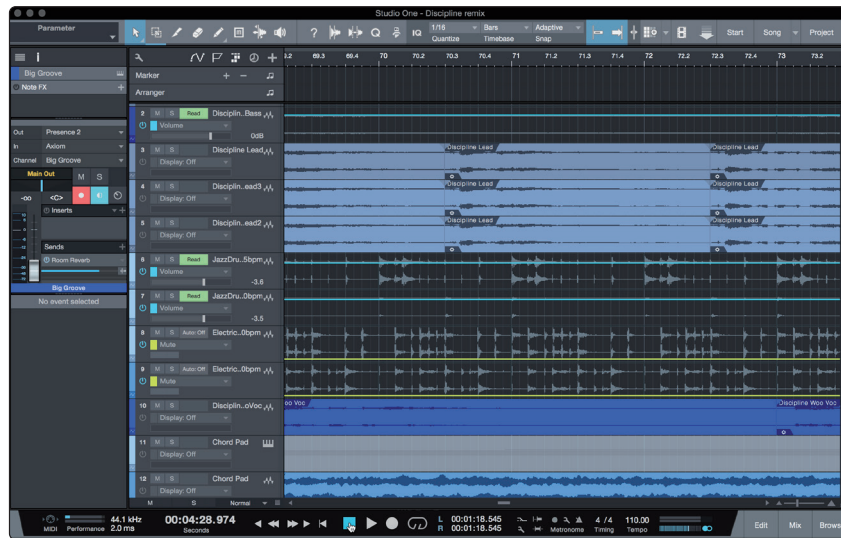 Studio One - Discipline remix
Parameter
1/16
Quantize
Bars
Timebase
Adaptive
Snap
? Q IQ
Start Song Project
69.3 69.4 70 70.2 70.3 70.4 71 71.2 71.3 71.4 72 72.2 72.3 72.4 73 73.2
Big Groove
Note FX
Marker
Arranger
Out Presence 2
In Axiom
Channel Big Groove
Main Out M S
-oo <C>
Inserts
Sends
Room Reverb
Big Groove
No event selected
2 M S Read Disciplin..Bass
Volume
0dB
3 M S Discipline Lead
Display: Off
Discipline Lead
Discipline Lead
4 M S Disciplin..ead3
Display: Off
Discipline Lead
Discipline Lead
5 M S Disciplin..ead2
Display: Off
Discipline Lead
Discipline Lead
6 M S Read JazzDru..5bpm
Volume
-3.6
7 M S Read JazzDru..0bpm
Volume
-3.5
8 M S Auto: Off Electric..0bpm
Mute
9 M S Auto: Off Electric..0bpm
Mute
10 M S Disciplin..oVoc
Display: Off
oo Voc
Discipline Woo Voc
11 M S Chord Pad
Display: Off
12 M S Chord Pad
Display: Off
M S Normal
MIDI Performance
44.1 kHz
2.0 ms
00:04:28.974
Seconds
L 00:01:18.545
R 00:01:18.545
Metronome
4 / 4
Timing
110.00
Tempo
Edit Mix Brows